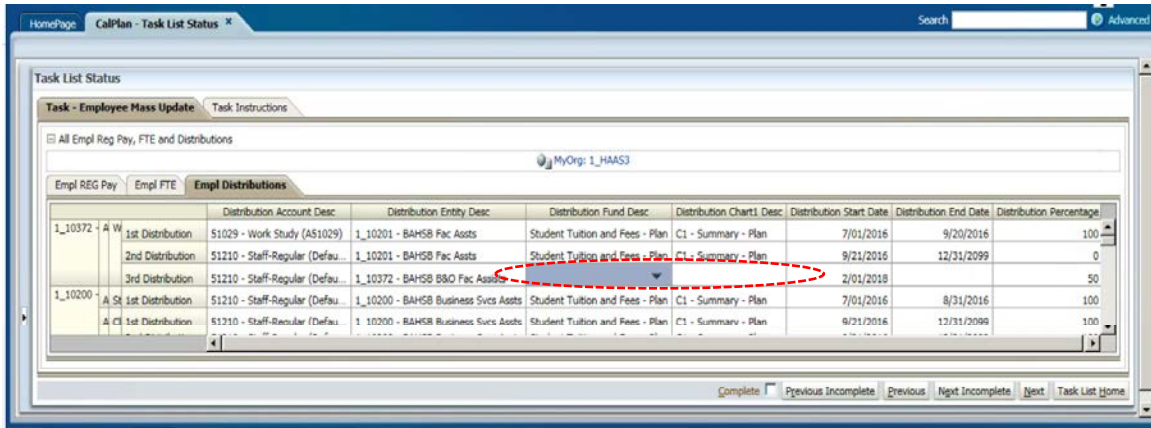 HomePage CalPlan - Task List Status × Search Advanced
Task List Status
Task - Employee Mass Update Task Instructions
All Empl Reg Pay, FTE and Distributions
MyOrg: 1_HAAS3
Empl REG Pay Empl FTE Empl Distributions
Distribution Account Desc Distribution Entity Desc Distribution Fund Desc Distribution Chart1 Desc Distribution Start Date Distribution End Date Distribution Percentage
1_10372 - A W 1st Distribution 51029 - Work Study (A51029) 1_10201 - BAHSB Fac Assts Student Tuition and Fees - Plan C1 - Summary - Plan 7/01/2016 9/20/2016 100
2nd Distribution 51210 - Staff-Regular (Defau... 1_10201 - BAHSB Fac Assts Student Tuition and Fees - Plan C1 - Summary - Plan 9/21/2016 12/31/2099 0
3rd Distribution 51210 - Staff-Regular (Defau... 1_10372 - BAHSB B&O Fac Assists 2/01/2018 50
1_10200 - A St 1st Distribution 51210 - Staff-Regular (Defau... 1_10200 - BAHSB Business Svcs Assts Student Tuition and Fees - Plan C1 - Summary - Plan 7/01/2016 8/31/2016 100
A Cl 1st Distribution 51210 - Staff-Regular (Defau... 1_10200 - BAHSB Business Svcs Assts Student Tuition and Fees - Plan C1 - Summary - Plan 9/21/2016 12/31/2099 100
Complete Previous Incomplete Previous Next Incomplete Next Task List Home